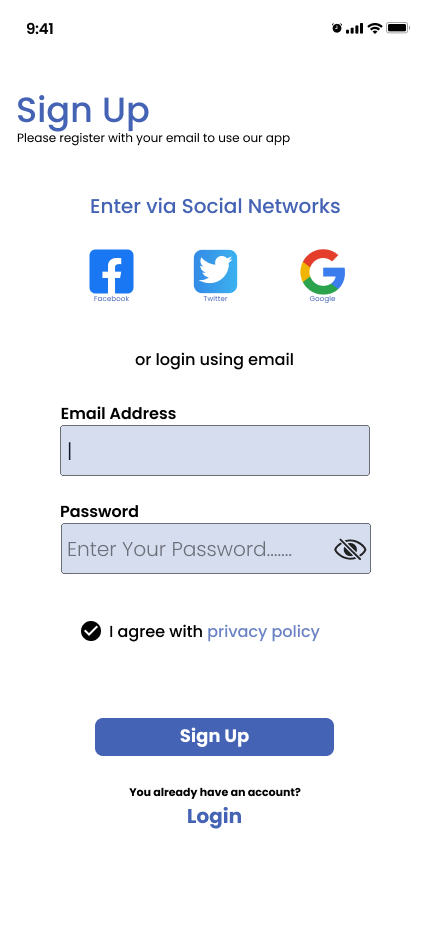 9:41
Sign Up
Please register with your email to use our app
Enter via Social Networks
Facebook
Twitter
Google
or login using email
Email Address
Password
Enter Your Password.......
I agree with privacy policy
Sign Up
You already have an account?
Login